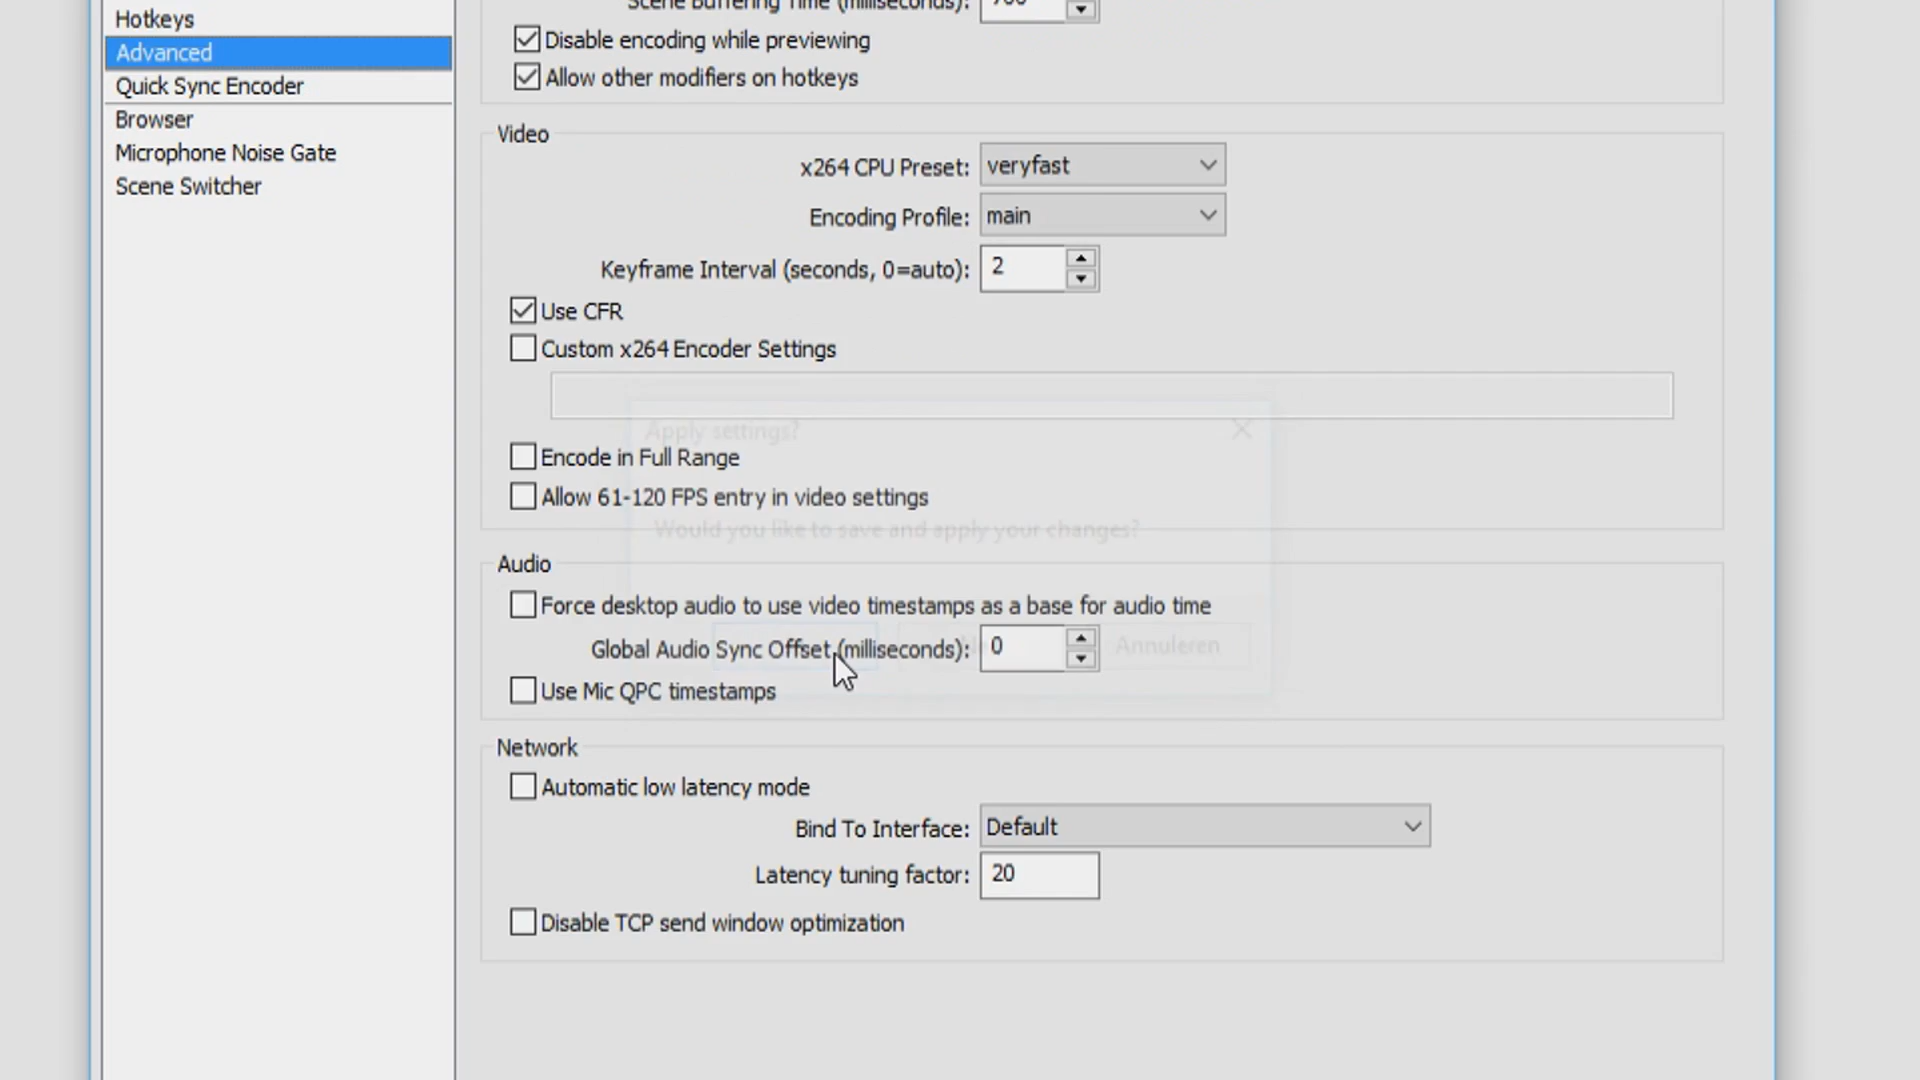 Hotkeys
Advanced
Quick Sync Encoder
Browser
Microphone Noise Gate
Scene Switcher
Scene Buffering Time (milliseconds):
Disable encoding while previewing
Allow other modifiers on hotkeys
Video
x264 CPU Preset: veryfast
Encoding Profile: main
Keyframe Interval (seconds, 0=auto): 2
Use CFR
Custom x264 Encoder Settings
Apply settings?
Encode in Full Range
Allow 61-120 FPS entry in video settings
Would you like to save and apply your changes?
Audio
Force desktop audio to use video timestamps as a base for audio time
Global Audio Sync Offset (milliseconds): 0
Annuleren
Use Mic QPC timestamps
Network
Automatic low latency mode
Bind To Interface: Default
Latency tuning factor: 20
Disable TCP send window optimization